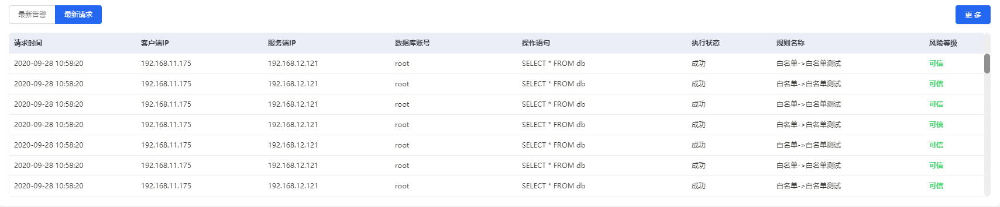 最新告警 最新请求 更 多
请求时间 客户端IP 服务端IP 数据库账号 操作语句 执行状态 规则名称 风险等级
2020-09-28 10:58:20 192.168.11.175 192.168.12.121 root SELECT * FROM db 成功 白名单->白名单测试 可信
2020-09-28 10:58:20 192.168.11.175 192.168.12.121 root SELECT * FROM db 成功 白名单->白名单测试 可信
2020-09-28 10:58:20 192.168.11.175 192.168.12.121 root SELECT * FROM db 成功 白名单->白名单测试 可信
2020-09-28 10:58:20 192.168.11.175 192.168.12.121 root SELECT * FROM db 成功 白名单->白名单测试 可信
2020-09-28 10:58:20 192.168.11.175 192.168.12.121 root SELECT * FROM db 成功 白名单->白名单测试 可信
2020-09-28 10:58:20 192.168.11.175 192.168.12.121 root SELECT * FROM db 成功 白名单->白名单测试 可信
2020-09-28 10:58:20 192.168.11.175 192.168.12.121 root SELECT * FROM db 成功 白名单->白名单测试 可信